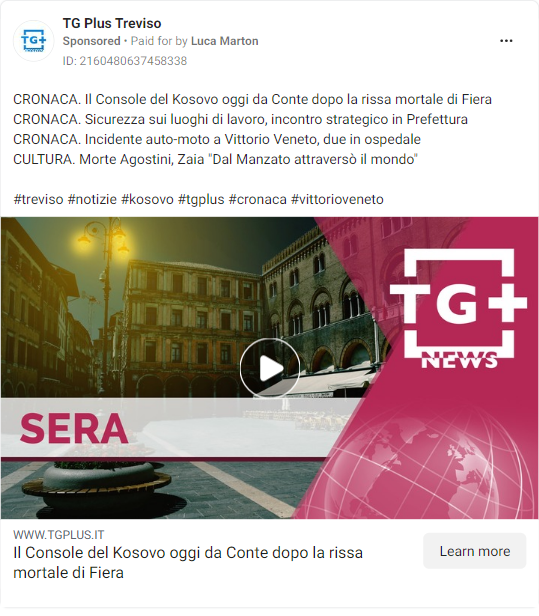 TG Plus Treviso
Sponsored • Paid for by Luca Marton
ID: 2160480637458338
CRONACA. Il Console del Kosovo oggi da Conte dopo la rissa mortale di Fiera
CRONACA. Sicurezza sui luoghi di lavoro, incontro strategico in Prefettura
CRONACA. Incidente auto-moto a Vittorio Veneto, due in ospedale
CULTURA. Morte Agostini, Zaia "Dal Manzato attraversò il mondo"
#treviso #notizie #kosovo #tgplus #cronaca #vittorioveneto
TG+
NEWS
SERA
WWW.TGPLUS.IT
Il Console del Kosovo oggi da Conte dopo la rissa
mortale di Fiera
Learn more